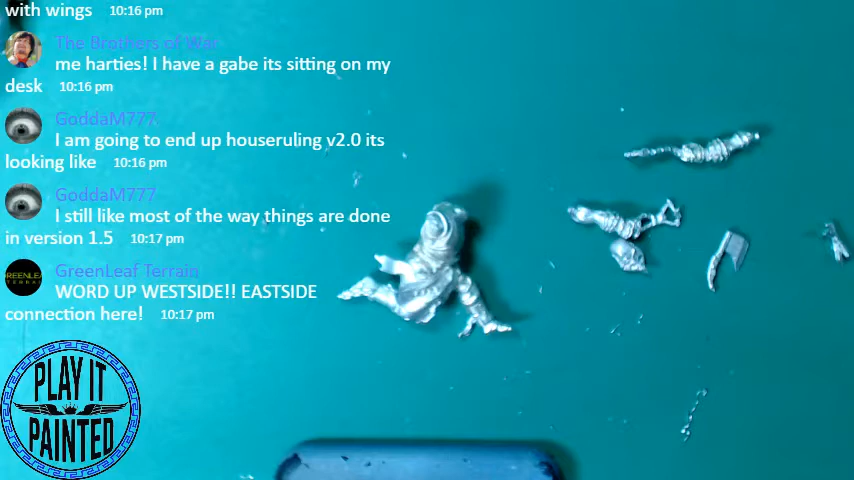 with wings 10:16 pm
The Brothers of War
me harties! I have a gabe its sitting on my
desk 10:16 pm
GoddaM777
I am going to end up houseruling v2.0 its
looking like 10:16 pm
GoddaM777
I still like most of the way things are done
in version 1.5 10:17 pm
GreenLeaf Terrain
WORD UP WESTSIDE!! EASTSIDE
connection here! 10:17 pm
PLAY IT
PAINTED